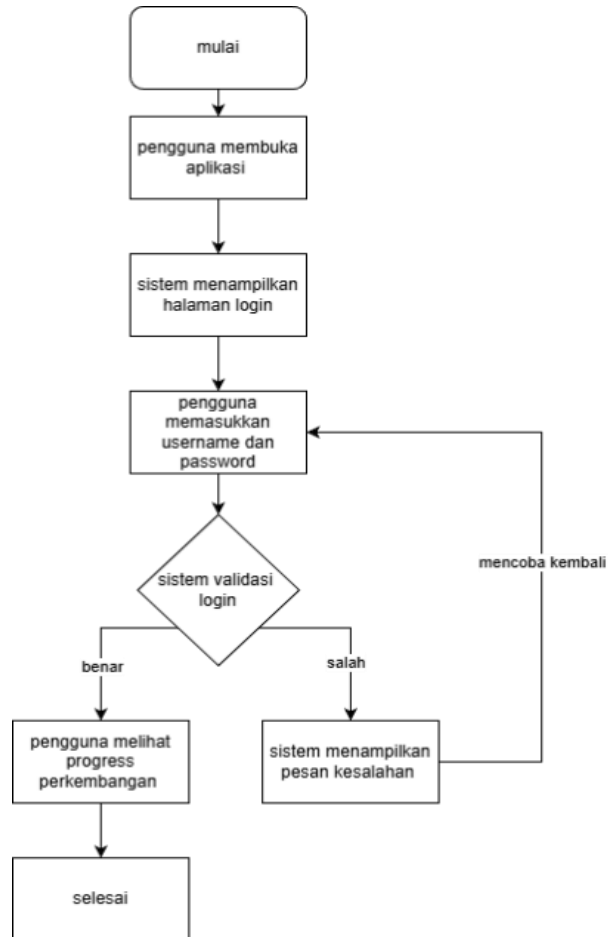 mulai
pengguna membuka
aplikasi
sistem menampilkan
halaman login
pengguna
memasukkan
username dan
password
mencoba kembali
sistem validasi
login
benar
salah
pengguna melihat
progress
perkembangan
sistem menampilkan
pesan kesalahan
selesai